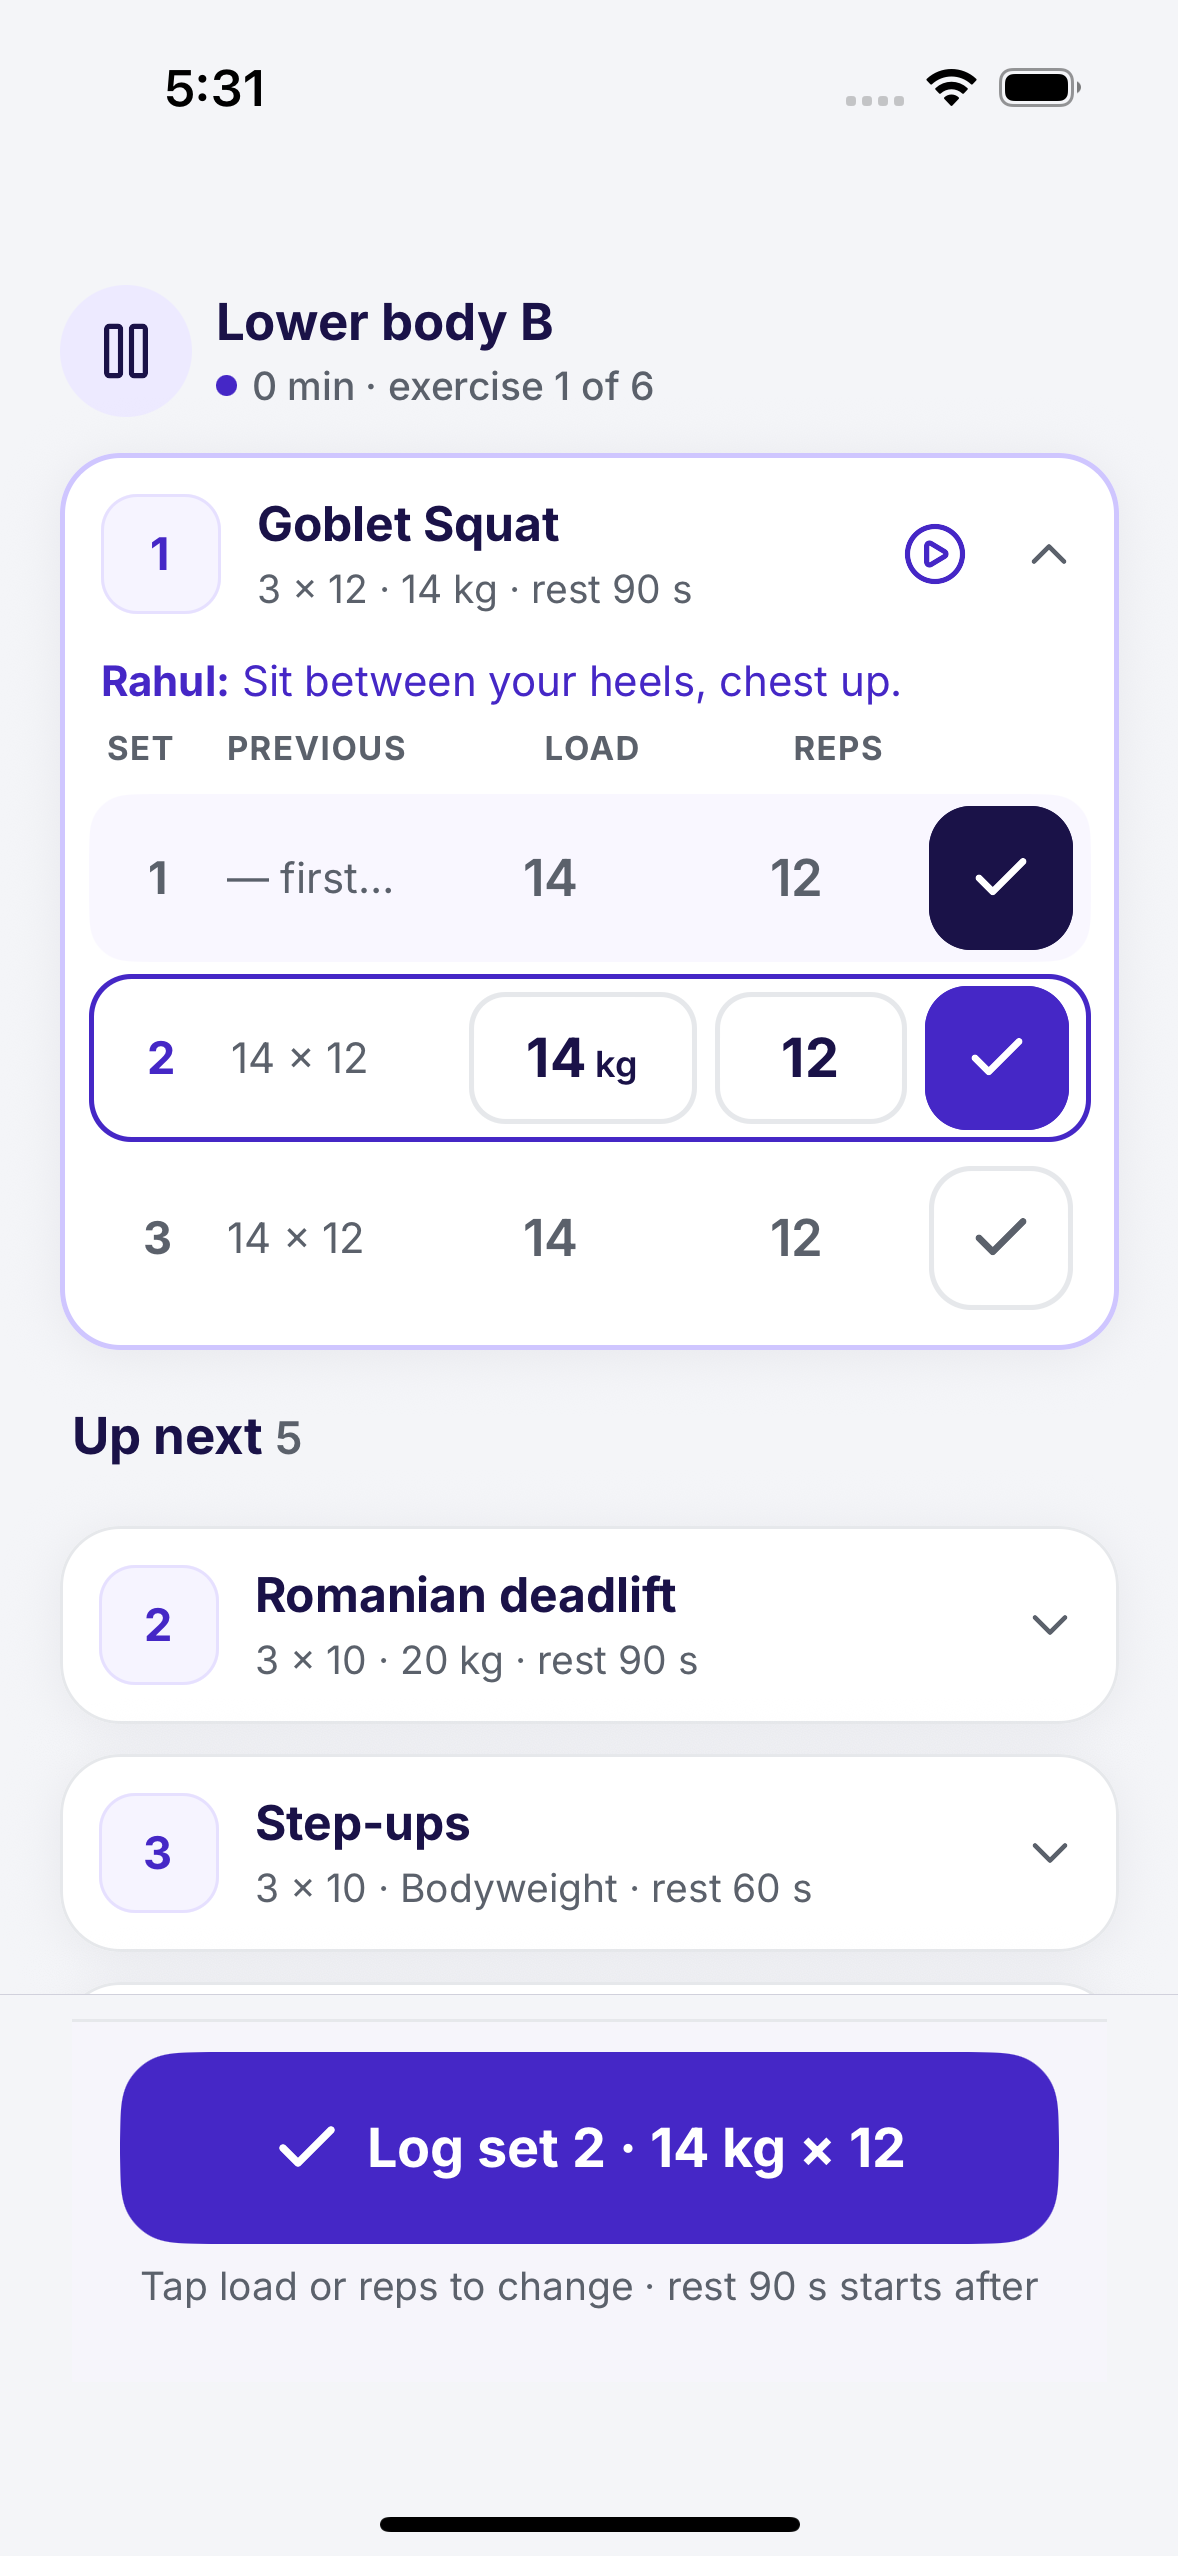 5:31
Lower body B
0 min · exercise 1 of 6
1
Goblet Squat
3 × 12 · 14 kg · rest 90 s
Rahul: Sit between your heels, chest up.
SET PREVIOUS LOAD REPS
1 — first... 14 12
2 14 × 12 14 kg 12
3 14 × 12 14 12
Up next 5
2
Romanian deadlift
3 × 10 · 20 kg · rest 90 s
3
Step-ups
3 × 10 · Bodyweight · rest 60 s
Log set 2 · 14 kg × 12
Tap load or reps to change · rest 90 s starts after